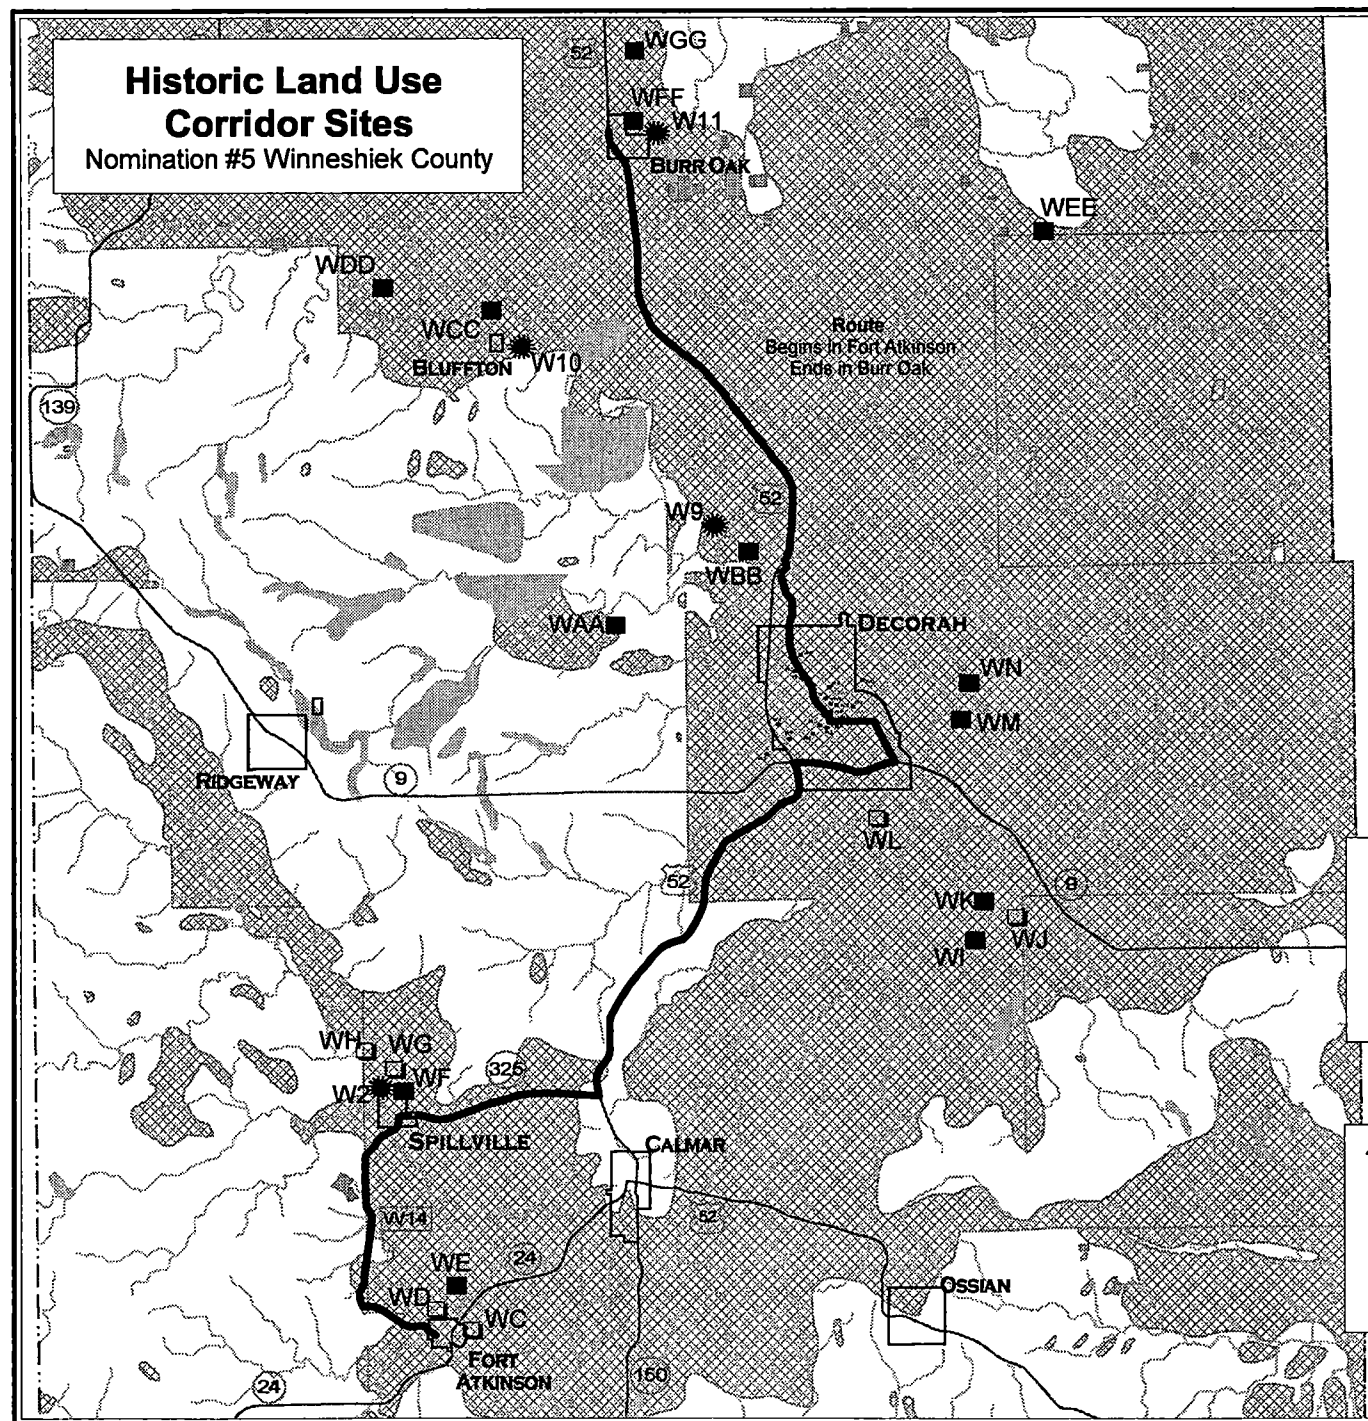 Historic Land Use
Corridor Sites
Nomination #5 Winneshiek County
52
WGG
WFF
W11
BURR OAK
WEE
WDD
WCC
BLUFFTON
W10
Route
Begins In Fort Atkinson
Ends in Burr Oak
139
W9
52
WBB
WAA
DECORAH
WN
WM
RIDGEWAY
9
WL
52
9
WK
WJ
WI
WH
WG
325
W2
WF
SPILLVILLE
CALMAR
W14
52
24
WE
OSSIAN
WD
WC
FORT
ATKINSON
150
24